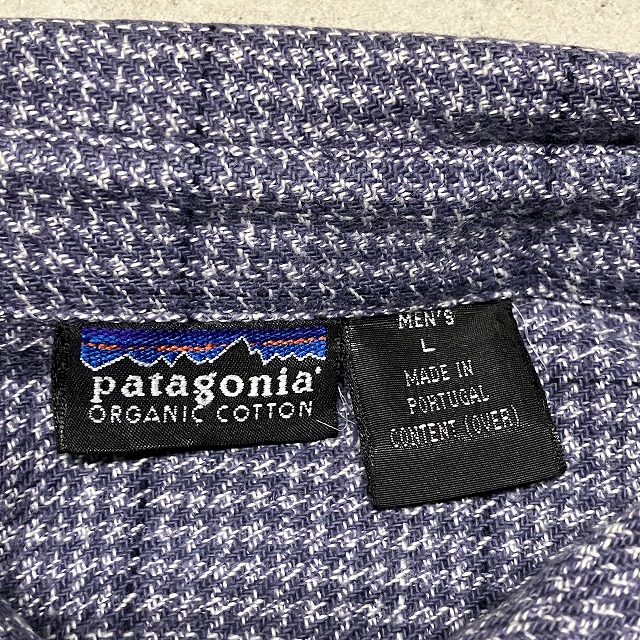 patagonia
ORGANIC COTTON
MEN'S
L
MADE IN
PORTUGAL
CONTENT (OVER)